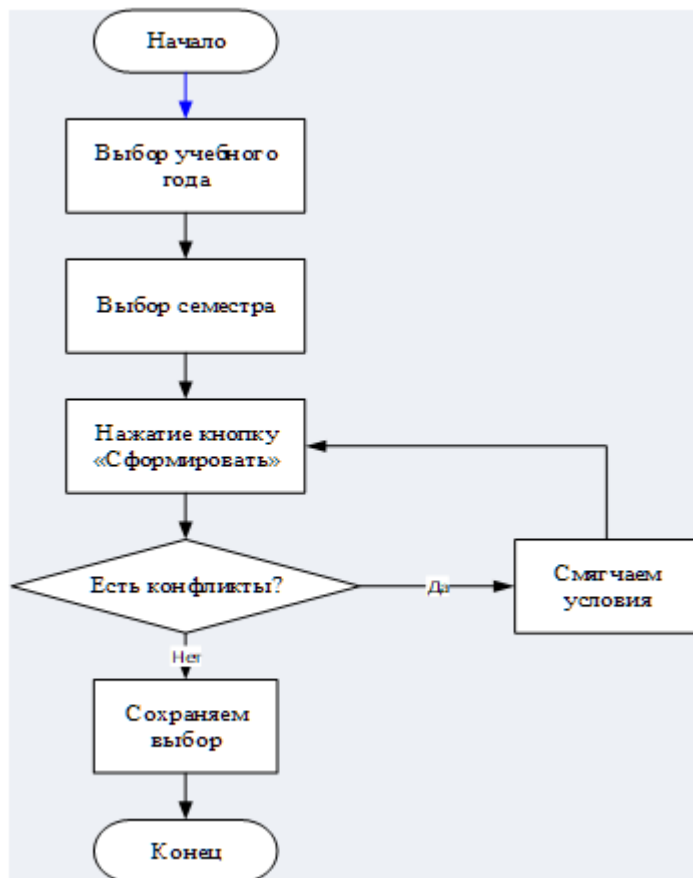 Начало
Выбор учебного
года
Выбор семестра
Нажатие кнопку
«Сформировать»
Есть конфликты?
Да
Смягчаем
условия
Нет
Сохраняем
выбор
Конец